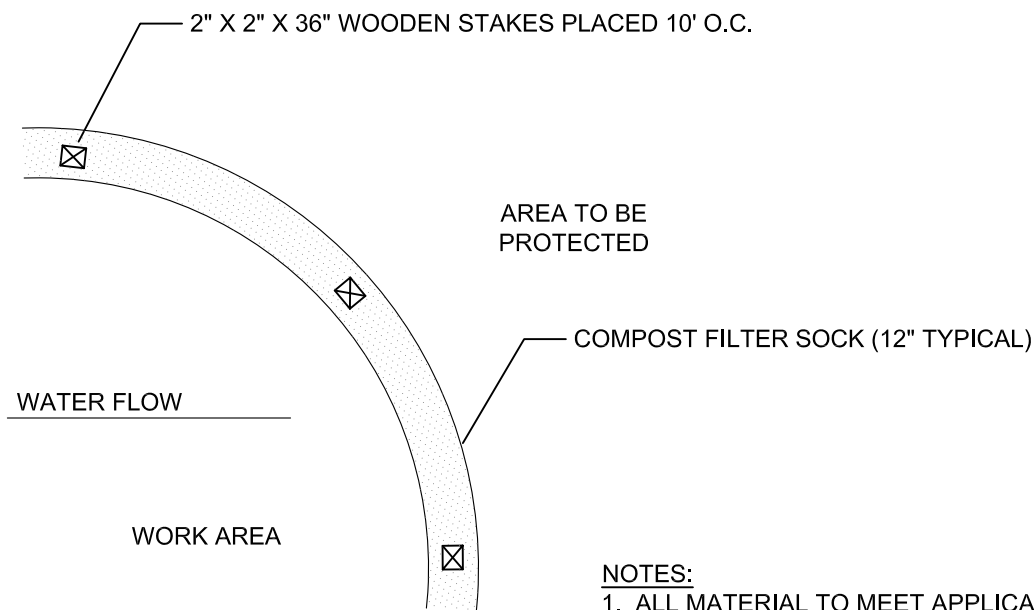 2" X 2" X 36" WOODEN STAKES PLACED 10' O.C.
AREA TO BE
PROTECTED
COMPOST FILTER SOCK (12" TYPICAL)
WATER FLOW
WORK AREA
NOTES:
1. ALL MATERIAL TO MEET